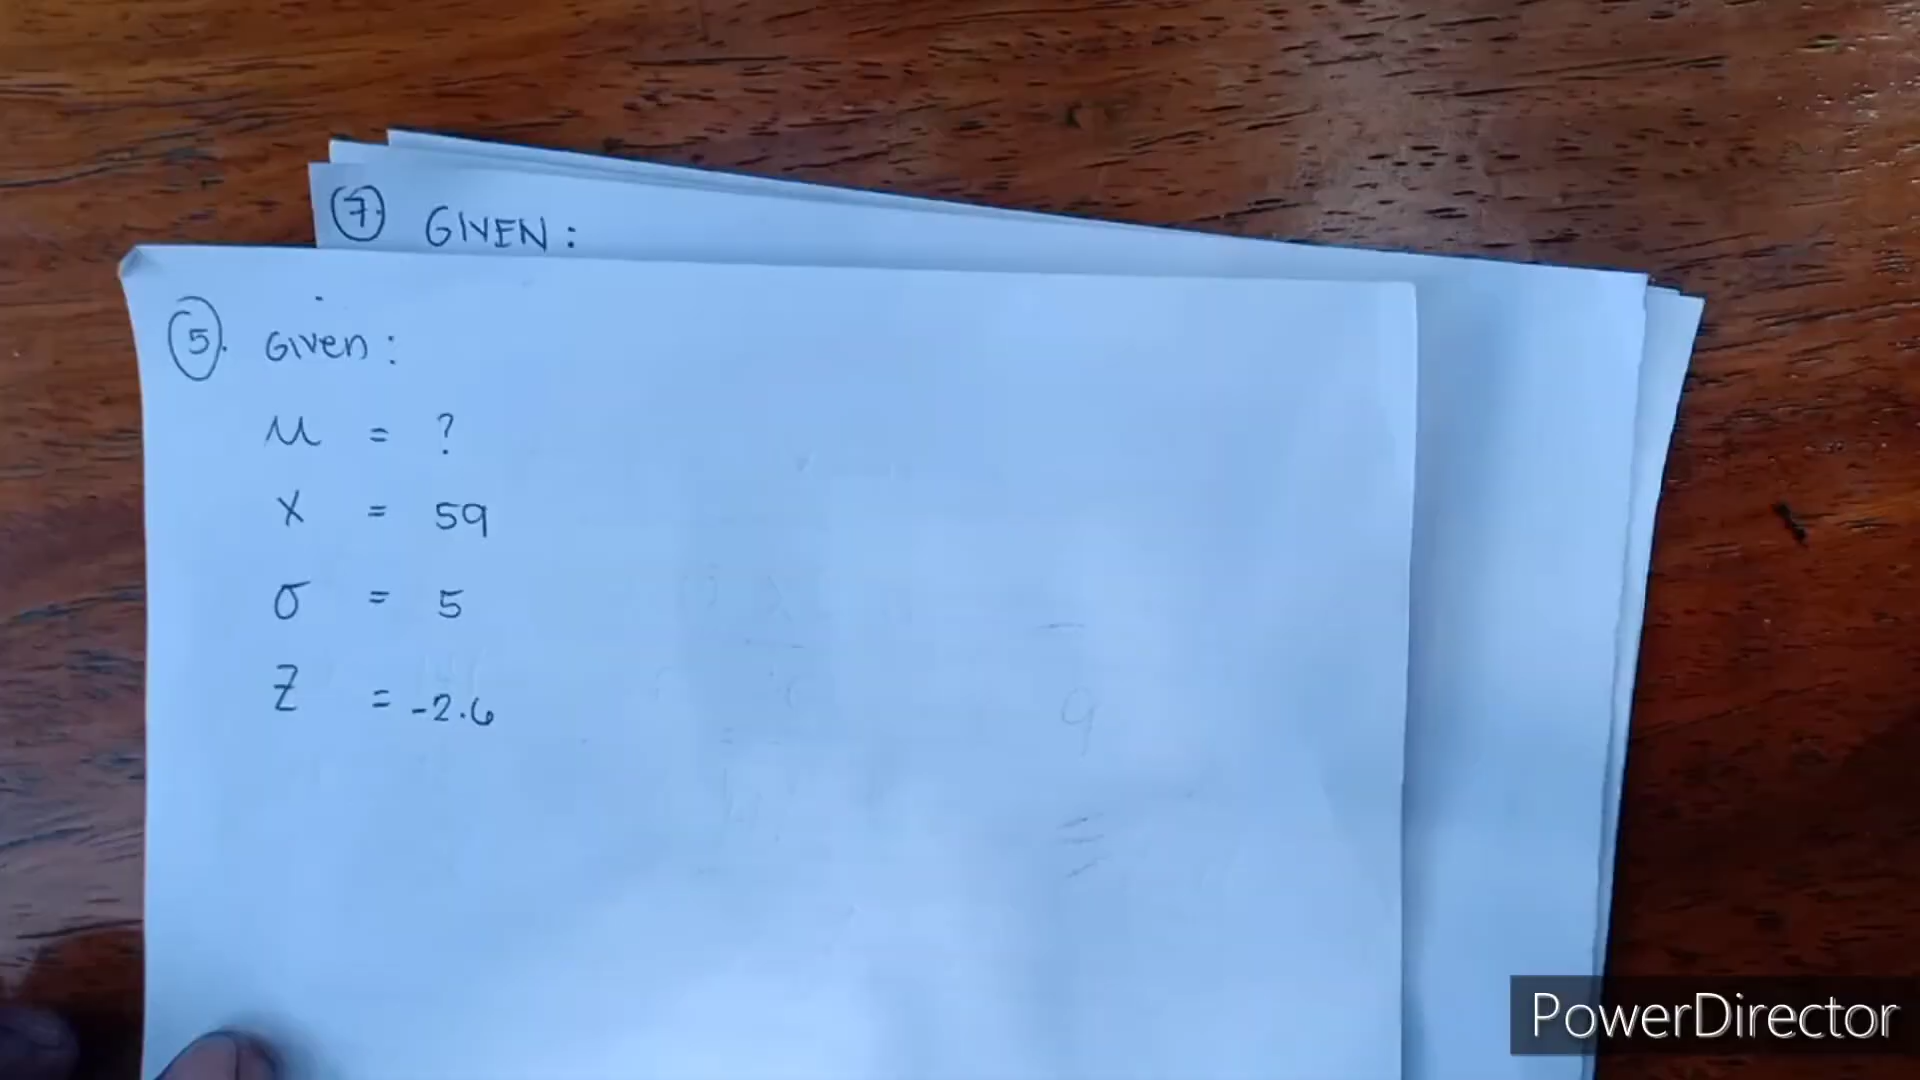 7. GIVEN:
5. Given:
μ = ?
X = 59
σ = 5
Z = -2.6
PowerDirector